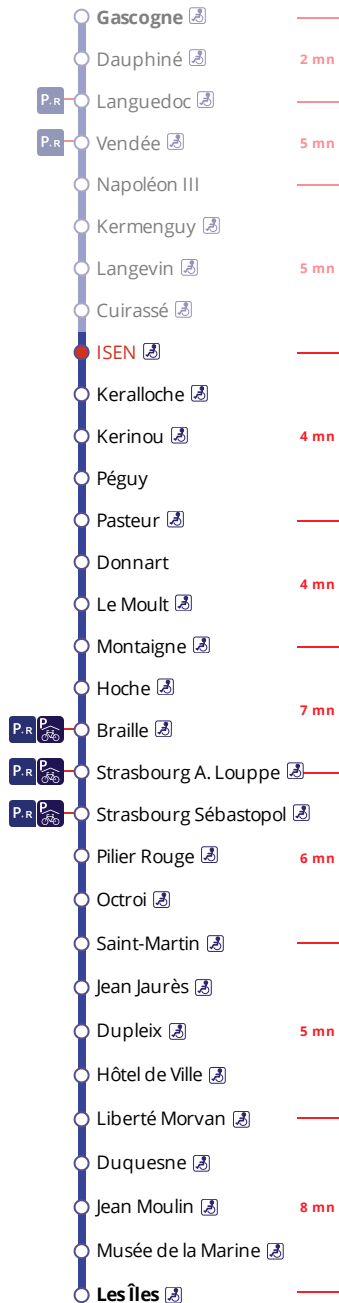 Gascogne
Dauphiné 2 mn
P+R Languedoc
P+R Vendée 5 mn
Napoléon III
Kermenguy
Langevin 5 mn
Cuirassé
ISEN
Keralloche
Kerinou 4 mn
Péguy
Pasteur
Donnart
4 mn
Le Moult
Montaigne
Hoche
7 mn
P+R P Braille
P+R P Strasbourg A. Louppe
P+R P Strasbourg Sébastopol
Pilier Rouge 6 mn
Octroi
Saint-Martin
Jean Jaurès
Dupleix 5 mn
Hôtel de Ville
Liberté Morvan
Duquesne
Jean Moulin 8 mn
Musée de la Marine
Les Îles